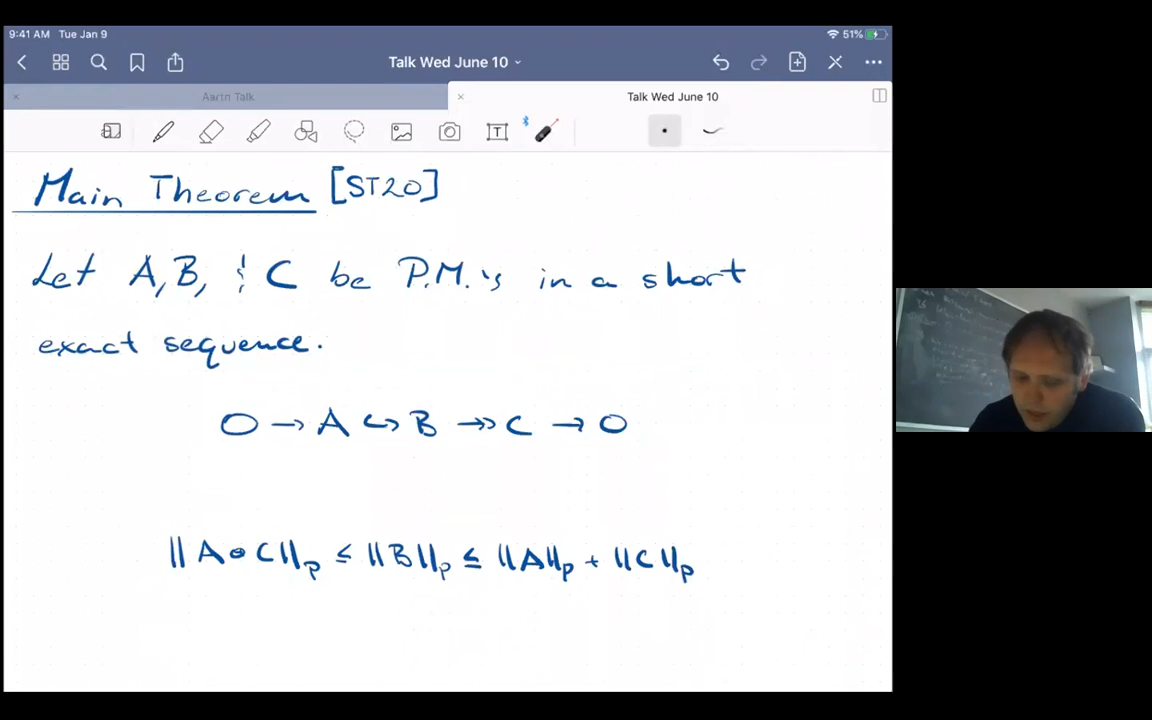 9:41 AM Tue Jan 9
51%
Talk Wed June 10
Aartn Talk
Talk Wed June 10
T
Main Theorem [ST20]
Let A, B, & C be P.M.'s in a short
exact sequence.
0 → A ↪ B ↠ C → 0
‖A⊕C‖p ≤ ‖B‖p ≤ ‖A‖p + ‖C‖p